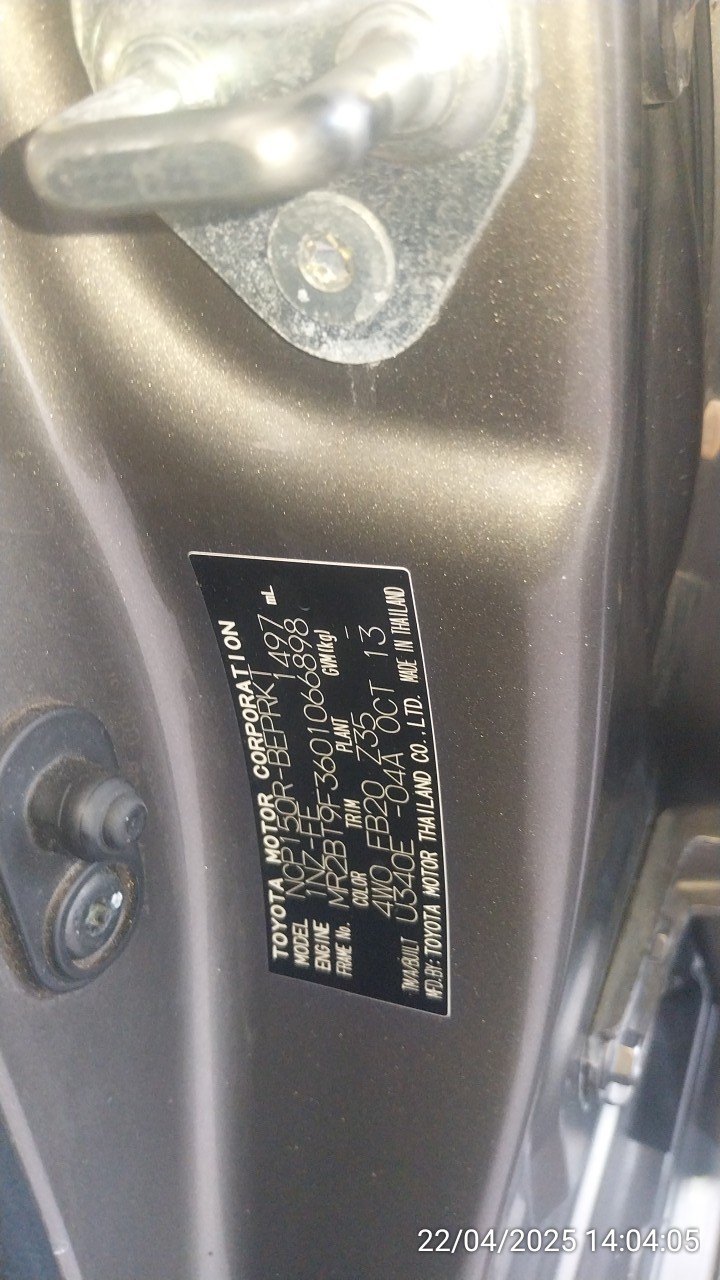 TOYOTA MOTOR CORPORATION
MODEL NCP150R-BEPRKT
ENGINE 1NZ-FE 1497 mL
FRAME No. MR2BT9F3601066898
COLOR TRIM PLANT GVM(kg)
4W0 FB20 Z35 –
TM/A/BUILT U340E -04A OCT 13
MFD.BY: TOYOTA MOTOR THAILAND CO.,LTD. MADE IN THAILAND
22/04/2025 14:04:05